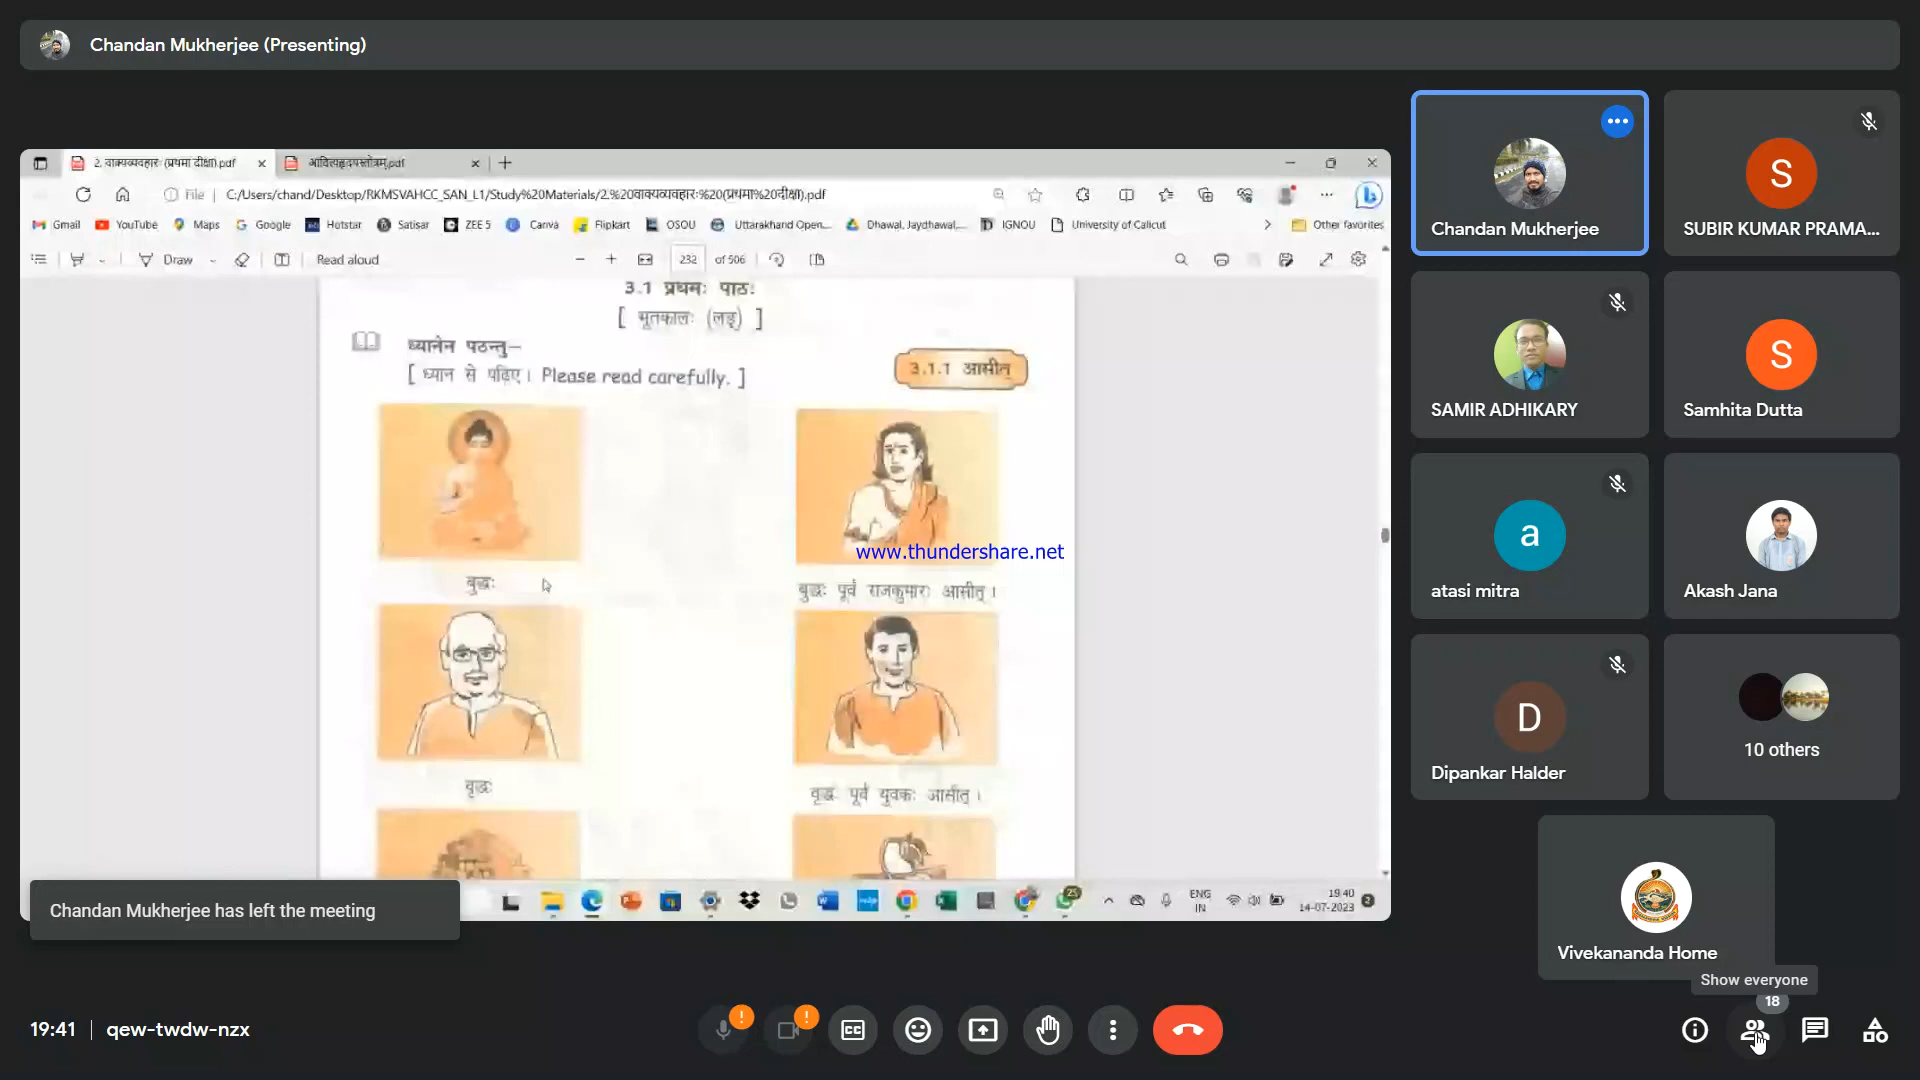 Chandan Mukherjee (Presenting)
2. वाक्यव्यवहारः (प्रथमा दीक्षा).pdf
आदित्यहृदयस्तोत्रम्.pdf
File
C:/Users/chand/Desktop/RKMSVAHCC_SAN_L1/Study%20Materials/2.%20वाक्यव्यवहारः%20(प्रथमा%20दीक्षा).pdf
Gmail
YouTube
Maps
Google
Hotstar
Satisar
ZEE 5
Canva
Flipkart
OSOU
Uttarakhand Open...
Dhawal, Jaydhawal,...
IGNOU
University of Calicut
Other favorites
Draw
Read aloud
232
of 506
3.1 प्रथमः पाठः
[ भूतकालः (लङ्) ]
ध्यानेन पठन्तु–
[ ध्यान से पढ़िए। Please read carefully. ]
3.1.1 आसीत्
www.thundershare.net
बुद्धः
बुद्धः पूर्वं राजकुमारः आसीत् ।
वृद्धः
वृद्धः पूर्वं युवकः आसीत् ।
25
ENG
IN
19:40
14-07-2023
2
Chandan Mukherjee has left the meeting
Chandan Mukherjee
S
SUBIR KUMAR PRAMA...
SAMIR ADHIKARY
S
Samhita Dutta
a
atasi mitra
Akash Jana
D
Dipankar Halder
10 others
Vivekananda Home
Show everyone
18
19:41
qew-twdw-nzx